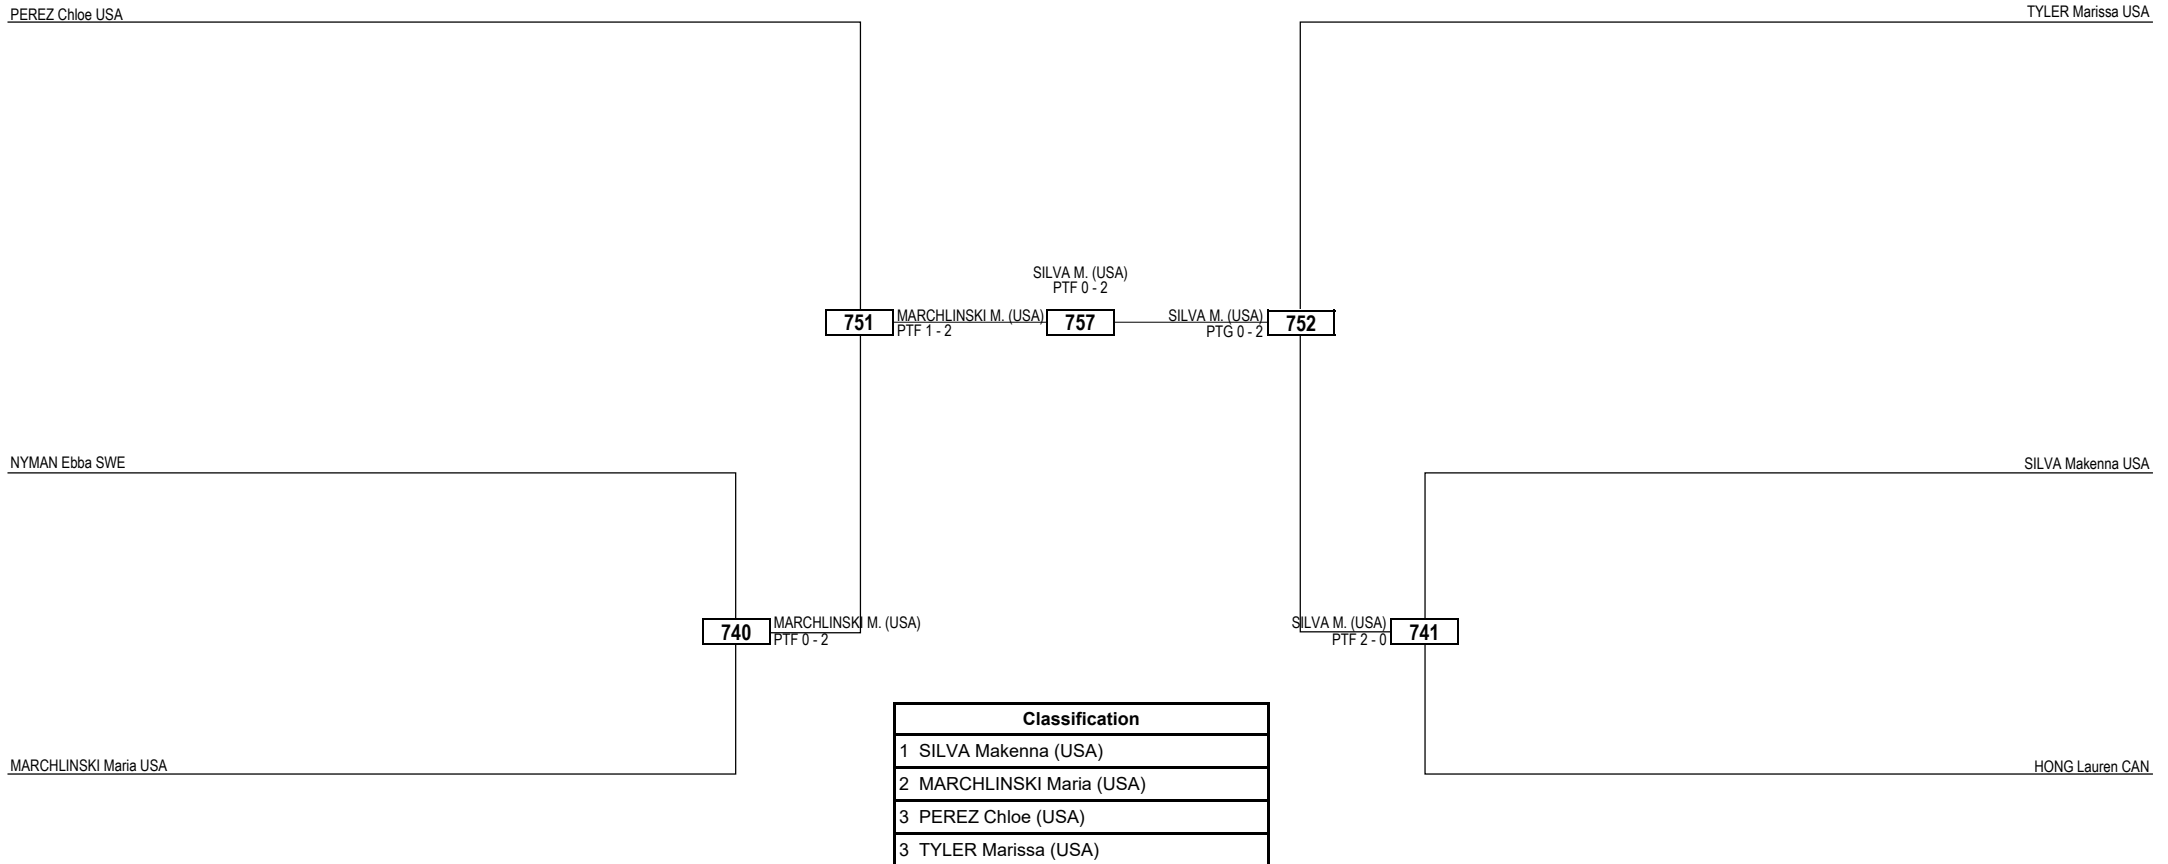 PEREZ Chloe USA
TYLER Marissa USA
SILVA M. (USA)
PTF 0 - 2
751
MARCHLINSKI M. (USA)
PTF 1 - 2
757
SILVA M. (USA)
PTG 0 - 2
752
NYMAN Ebba SWE
SILVA Makenna USA
740
MARCHLINSKI M. (USA)
PTF 0 - 2
SILVA M. (USA)
PTF 2 - 0
741
MARCHLINSKI Maria USA
HONG Lauren CAN
Classification
1 SILVA Makenna (USA)
2 MARCHLINSKI Maria (USA)
3 PEREZ Chloe (USA)
3 TYLER Marissa (USA)